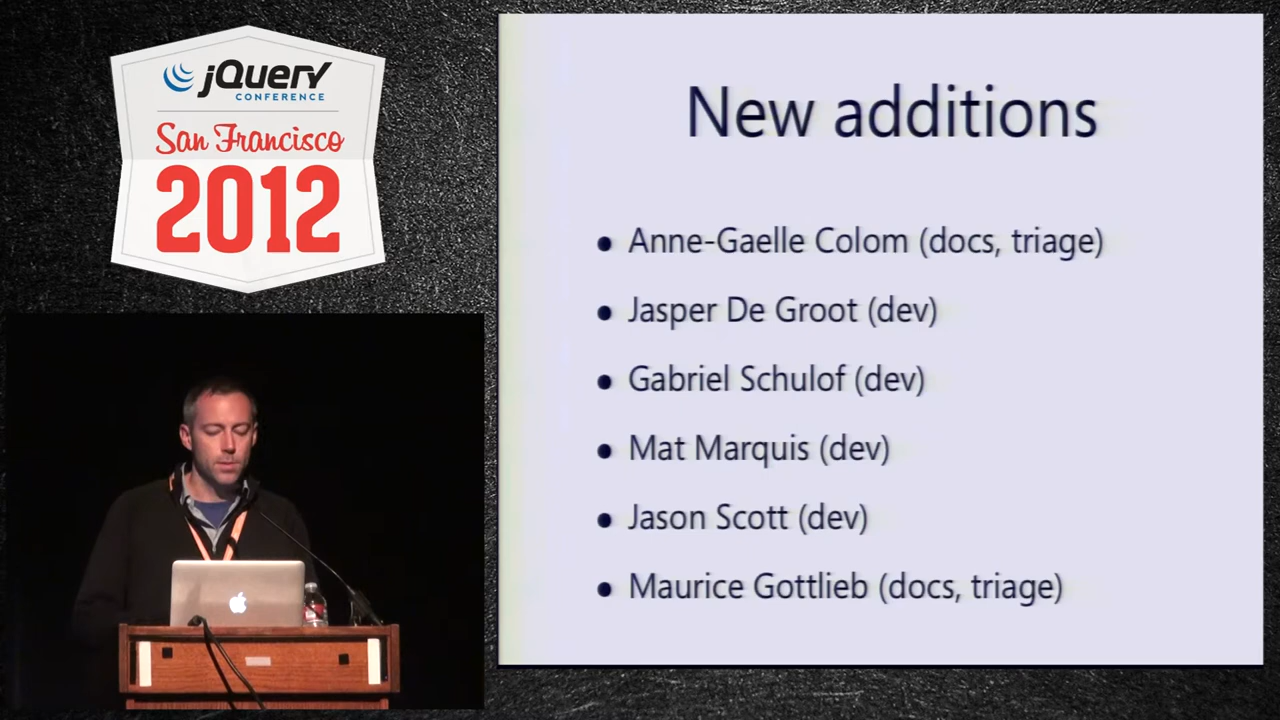 jQuery
CONFERENCE
San Francisco
2012
New additions
• Anne-Gaelle Colom (docs, triage)
• Jasper De Groot (dev)
• Gabriel Schulof (dev)
• Mat Marquis (dev)
• Jason Scott (dev)
• Maurice Gottlieb (docs, triage)